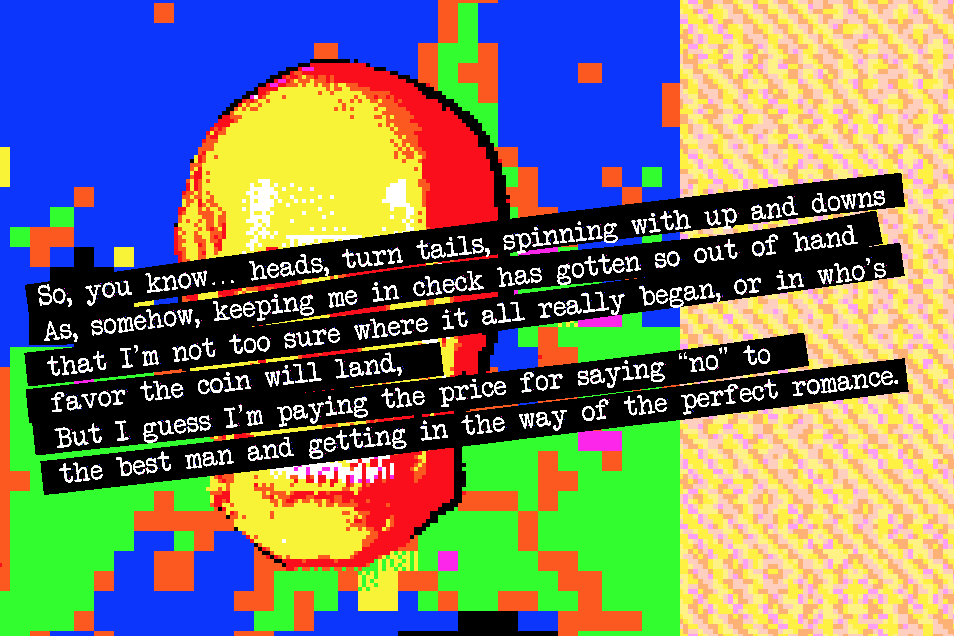 So, you know... heads, turn tails, spinning with up and downs
As, somehow, keeping me in check has gotten so out of hand
that I'm not too sure where it all really began, or in who's
favor the coin will land,
But I guess I'm paying the price for saying “no” to
the best man and getting in the way of the perfect romance.